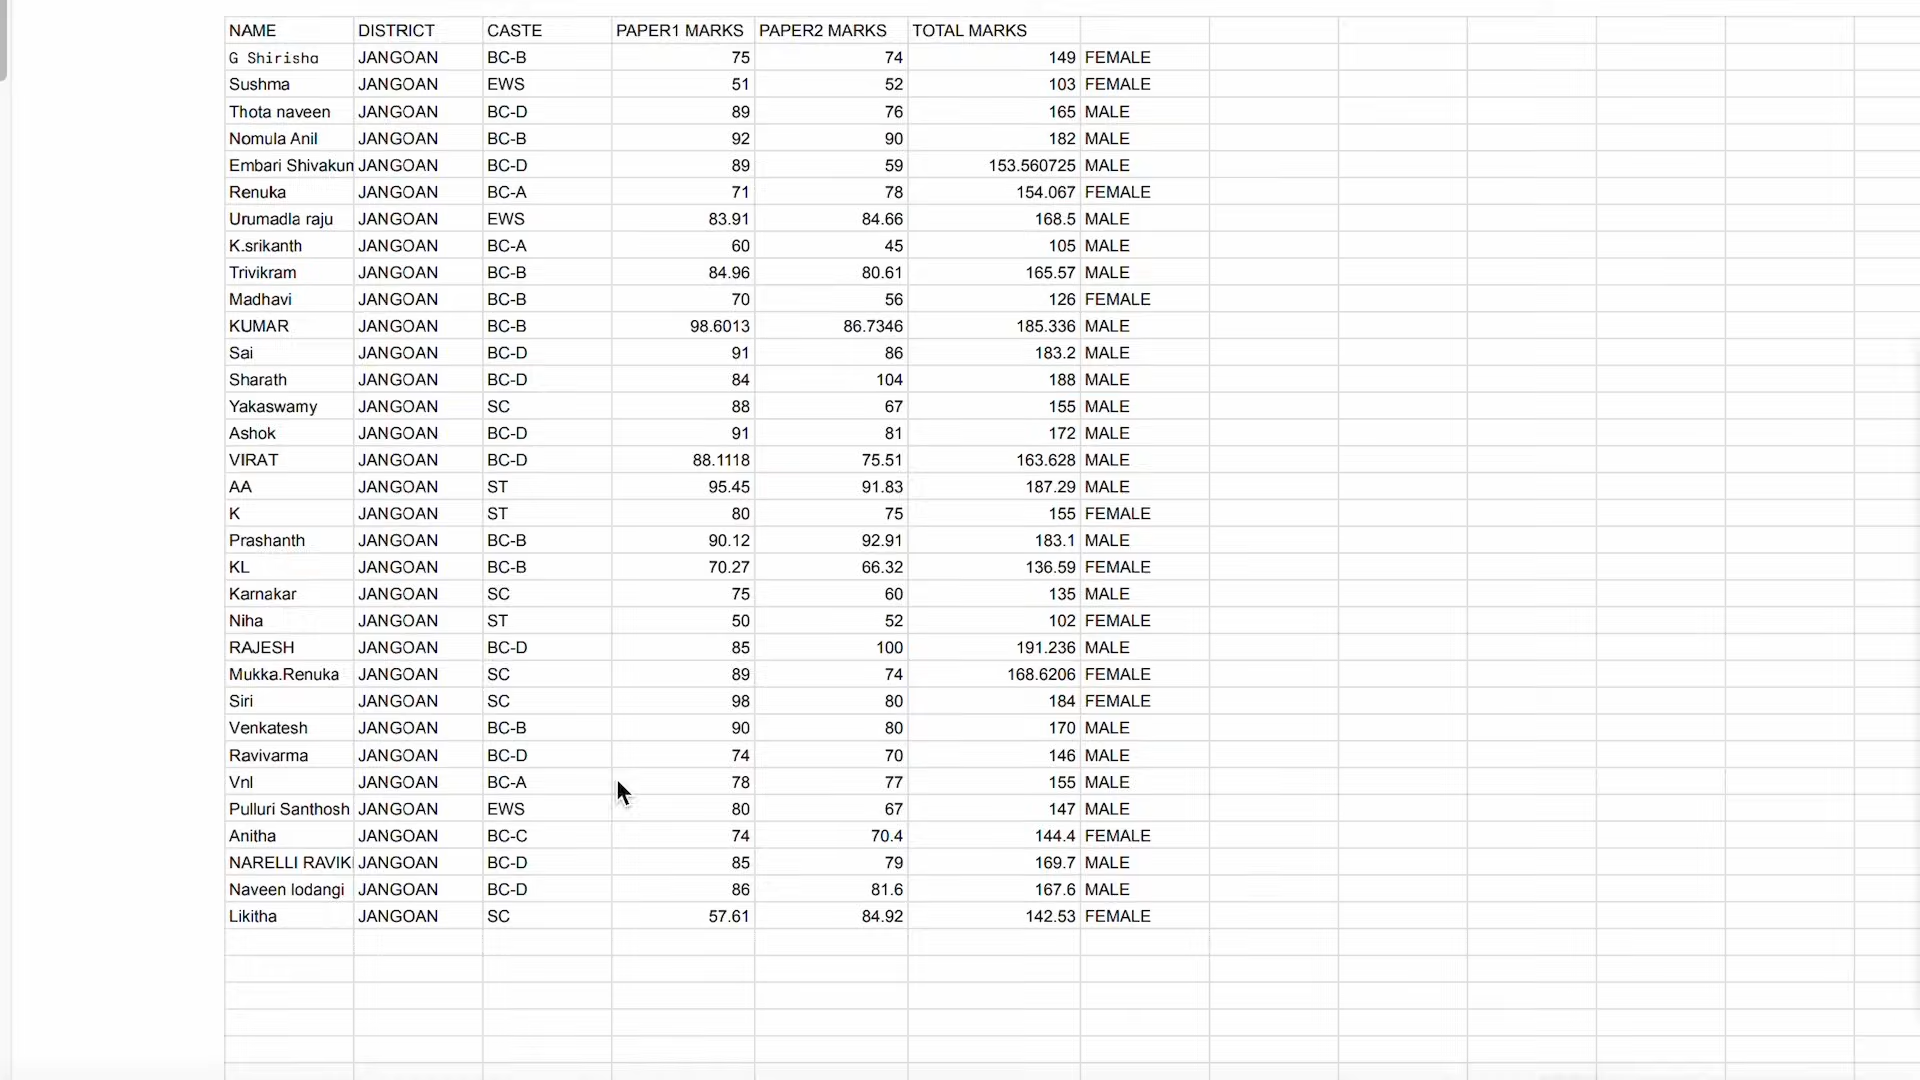 NAME DISTRICT CASTE PAPER1 MARKS PAPER2 MARKS TOTAL MARKS
G Shirisha JANGOAN BC-B 75 74 149 FEMALE
Sushma JANGOAN EWS 51 52 103 FEMALE
Thota naveen JANGOAN BC-D 89 76 165 MALE
Nomula Anil JANGOAN BC-B 92 90 182 MALE
Embari Shivakun JANGOAN BC-D 89 59 153.560725 MALE
Renuka JANGOAN BC-A 71 78 154.067 FEMALE
Urumadla raju JANGOAN EWS 83.91 84.66 168.5 MALE
K.srikanth JANGOAN BC-A 60 45 105 MALE
Trivikram JANGOAN BC-B 84.96 80.61 165.57 MALE
Madhavi JANGOAN BC-B 70 56 126 FEMALE
KUMAR JANGOAN BC-B 98.6013 86.7346 185.336 MALE
Sai JANGOAN BC-D 91 86 183.2 MALE
Sharath JANGOAN BC-D 84 104 188 MALE
Yakaswamy JANGOAN SC 88 67 155 MALE
Ashok JANGOAN BC-D 91 81 172 MALE
VIRAT JANGOAN BC-D 88.1118 75.51 163.628 MALE
AA JANGOAN ST 95.45 91.83 187.29 MALE
K JANGOAN ST 80 75 155 FEMALE
Prashanth JANGOAN BC-B 90.12 92.91 183.1 MALE
KL JANGOAN BC-B 70.27 66.32 136.59 FEMALE
Karnakar JANGOAN SC 75 60 135 MALE
Niha JANGOAN ST 50 52 102 FEMALE
RAJESH JANGOAN BC-D 85 100 191.236 MALE
Mukka.Renuka JANGOAN SC 89 74 168.6206 FEMALE
Siri JANGOAN SC 98 80 184 FEMALE
Venkatesh JANGOAN BC-B 90 80 170 MALE
Ravivarma JANGOAN BC-D 74 70 146 MALE
Vnl JANGOAN BC-A 78 77 155 MALE
Pulluri Santhosh JANGOAN EWS 80 67 147 MALE
Anitha JANGOAN BC-C 74 70.4 144.4 FEMALE
NARELLI RAVIK JANGOAN BC-D 85 79 169.7 MALE
Naveen lodangi JANGOAN BC-D 86 81.6 167.6 MALE
Likitha JANGOAN SC 57.61 84.92 142.53 FEMALE